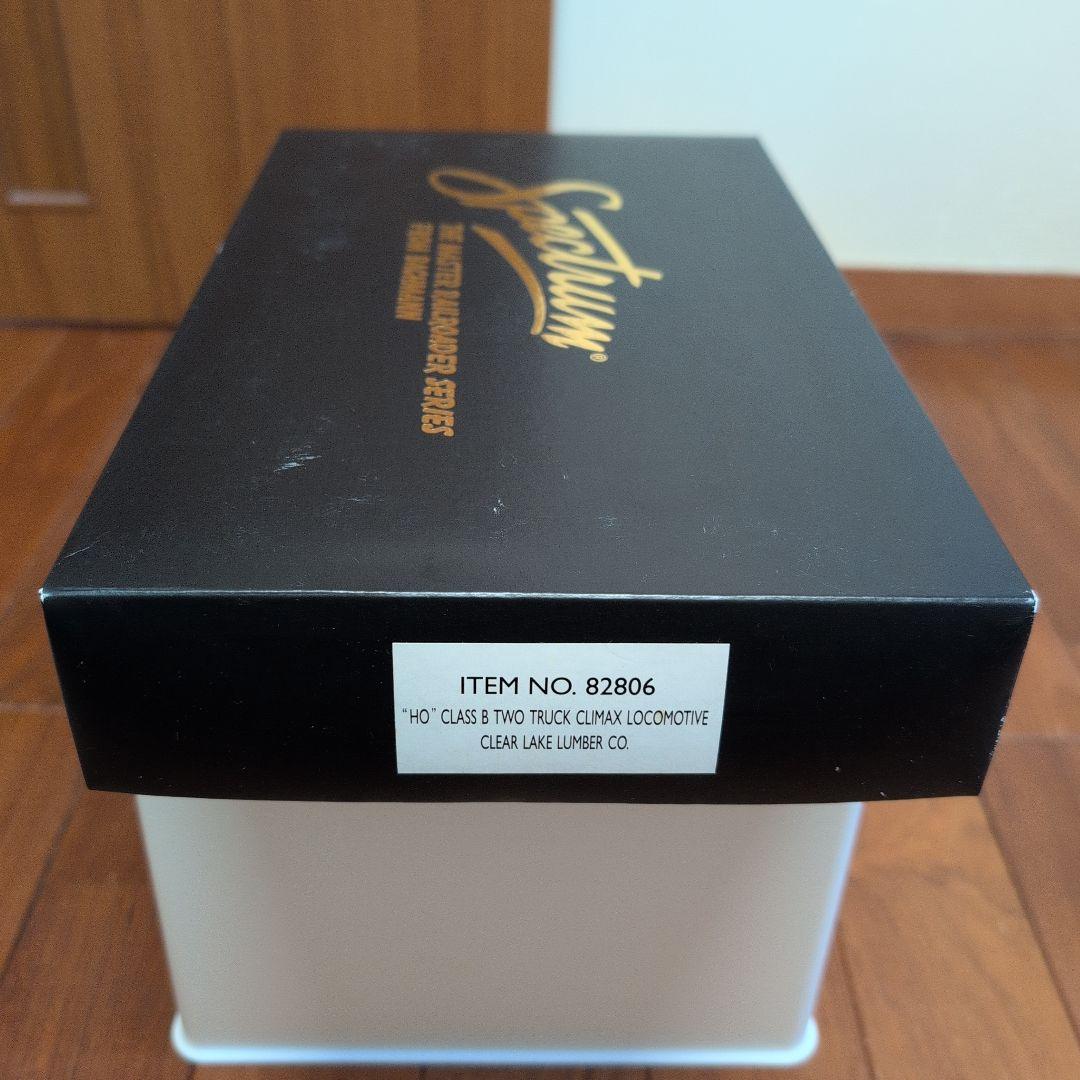 Spectrum®
THE MASTER RAILROADER SERIES
FROM BACHMANN
ITEM NO. 82806
"HO" CLASS B TWO TRUCK CLIMAX LOCOMOTIVE
CLEAR LAKE LUMBER CO.